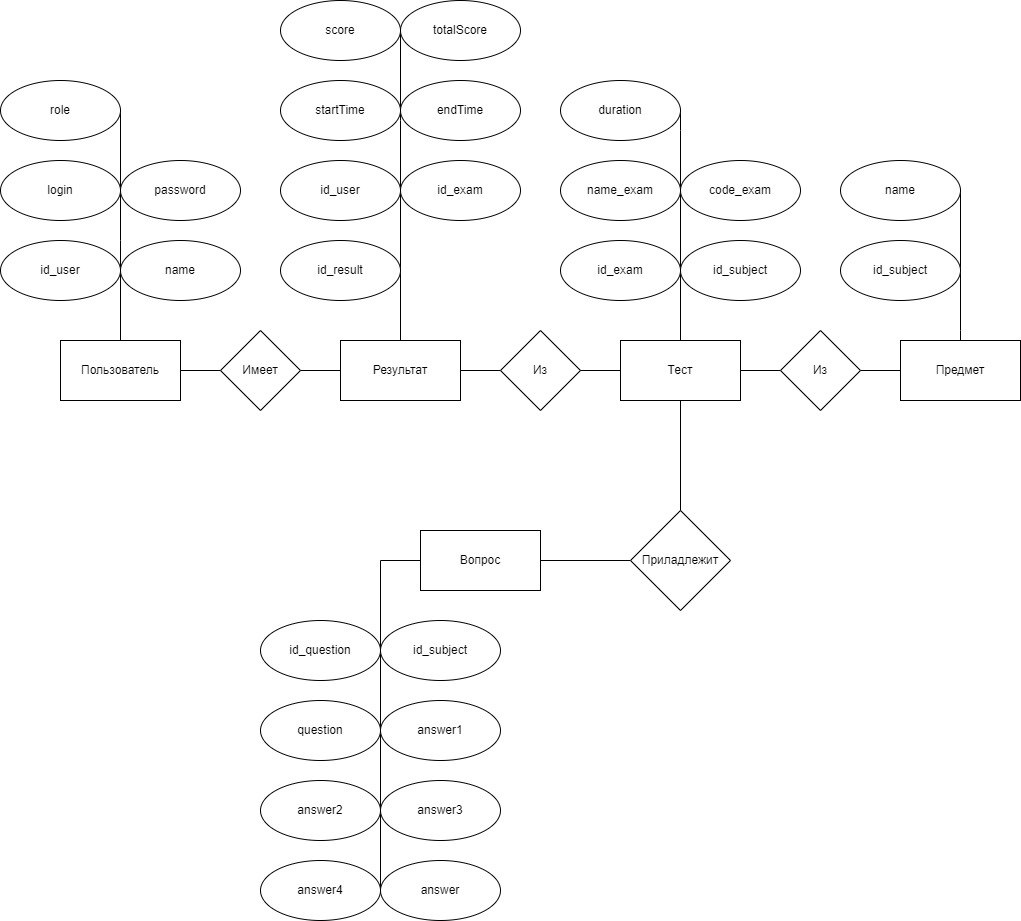 score
totalScore
role
startTime
endTime
duration
login
password
id_user
id_exam
name_exam
code_exam
name
id_user
name
id_result
id_exam
id_subject
id_subject
Пользователь
Имеет
Результат
Из
Тест
Из
Предмет
Вопрос
Приладлежит
id_question
id_subject
question
answer1
answer2
answer3
answer4
answer